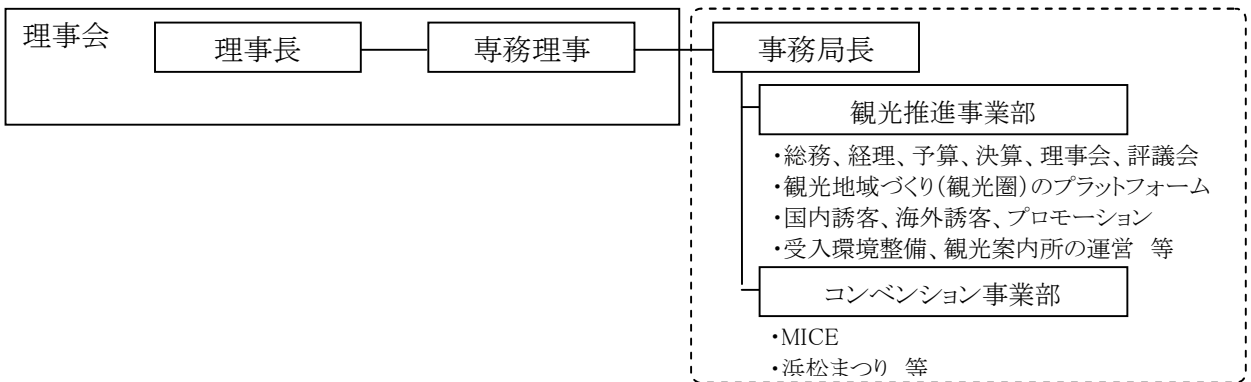 理事会
理事長
専務理事
事務局長
観光推進事業部
・総務、経理、予算、決算、理事会、評議会
・観光地域づくり（観光圏）のプラットフォーム
・国内誘客、海外誘客、プロモーション
・受入環境整備、観光案内所の運営　等
コンベンション事業部
・MICE
・浜松まつり　等